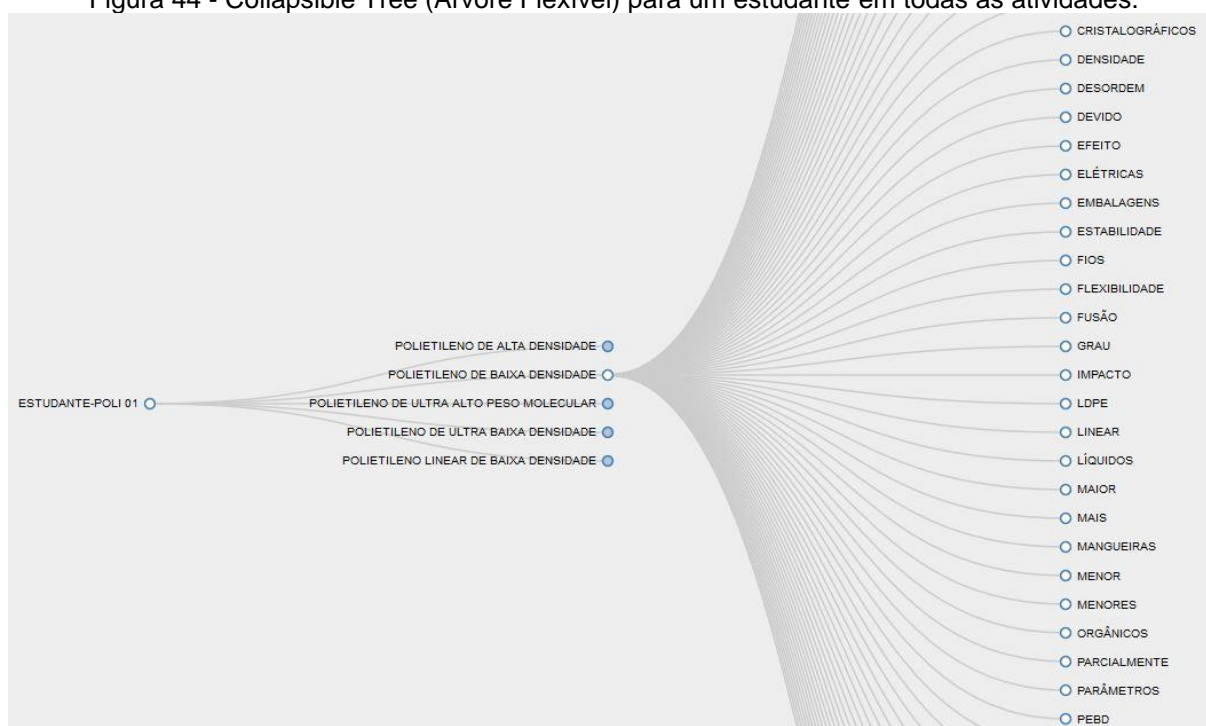 Figura 44 - Collapsible Tree (Árvore Flexível) para um estudante em todas as atividades.
ESTUDANTE-POLI 01
POLIETILENO DE ALTA DENSIDADE
POLIETILENO DE BAIXA DENSIDADE
POLIETILENO DE ULTRA ALTO PESO MOLECULAR
POLIETILENO DE ULTRA BAIXA DENSIDADE
POLIETILENO LINEAR DE BAIXA DENSIDADE
CRISTALOGRÁFICOS
DENSIDADE
DESORDEM
DEVIDO
EFEITO
ELÉTRICAS
EMBALAGENS
ESTABILIDADE
FIOS
FLEXIBILIDADE
FUSÃO
GRAU
IMPACTO
LDPE
LINEAR
LÍQUIDOS
MAIOR
MAIS
MANGUEIRAS
MENOR
MENORES
ORGÂNICOS
PARCIALMENTE
PARÂMETROS
PEBD